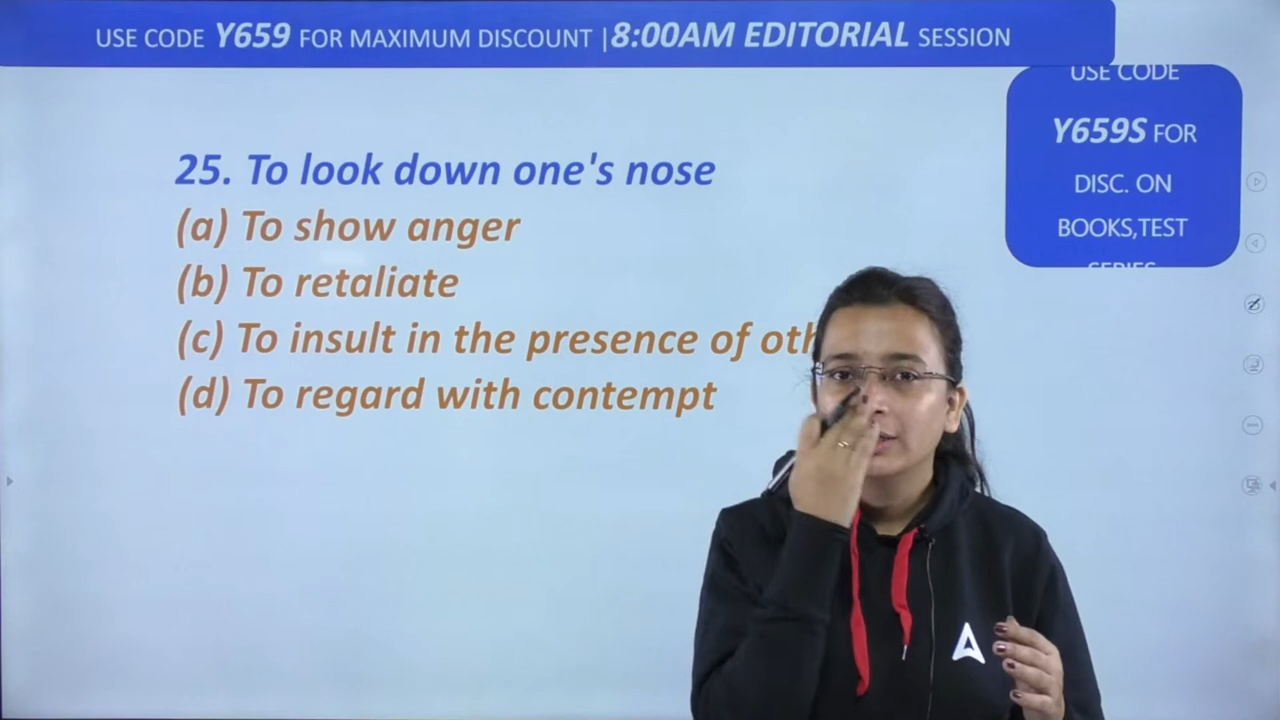 USE CODE Y659 FOR MAXIMUM DISCOUNT |8:00AM EDITORIAL SESSION
USE CODE
Y659S FOR
DISC. ON
BOOKS,TEST
25. To look down one's nose
(a) To show anger
(b) To retaliate
(c) To insult in the presence of
(d) To regard with contempt